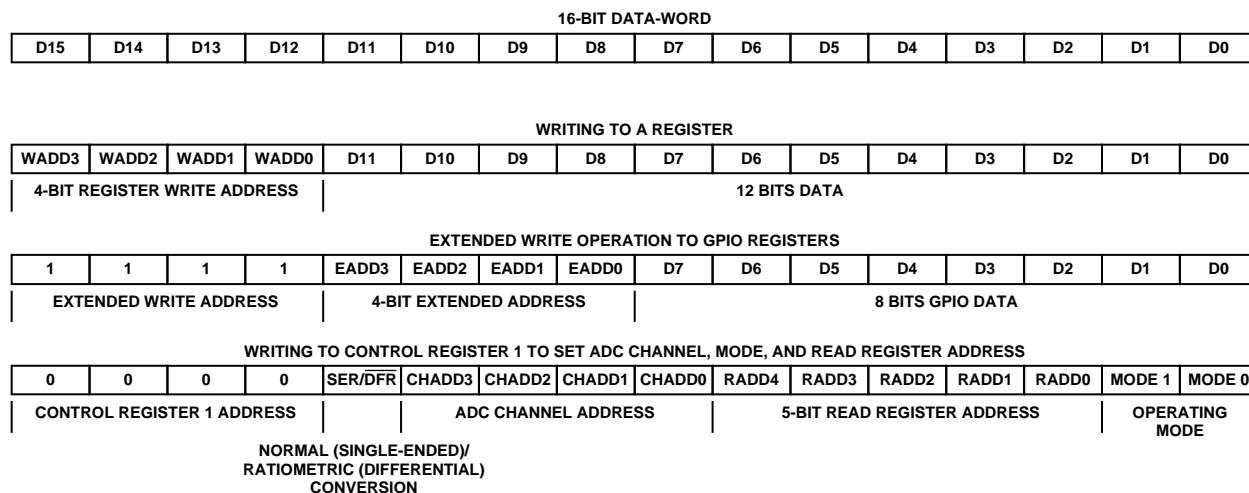 16-BIT DATA-WORD
D15 D14 D13 D12 D11 D10 D9 D8 D7 D6 D5 D4 D3 D2 D1 D0
WRITING TO A REGISTER
WADD3 WADD2 WADD1 WADD0 D11 D10 D9 D8 D7 D6 D5 D4 D3 D2 D1 D0
4-BIT REGISTER WRITE ADDRESS 12 BITS DATA
EXTENDED WRITE OPERATION TO GPIO REGISTERS
1 1 1 1 EADD3 EADD2 EADD1 EADD0 D7 D6 D5 D4 D3 D2 D1 D0
EXTENDED WRITE ADDRESS 4-BIT EXTENDED ADDRESS 8 BITS GPIO DATA
WRITING TO CONTROL REGISTER 1 TO SET ADC CHANNEL, MODE, AND READ REGISTER ADDRESS
0 0 0 0 SER/D̅F̅R̅ CHADD3 CHADD2 CHADD1 CHADD0 RADD4 RADD3 RADD2 RADD1 RADD0 MODE 1 MODE 0
CONTROL REGISTER 1 ADDRESS ADC CHANNEL ADDRESS 5-BIT READ REGISTER ADDRESS OPERATING
MODE
NORMAL (SINGLE-ENDED)/
RATIOMETRIC (DIFFERENTIAL)
CONVERSION